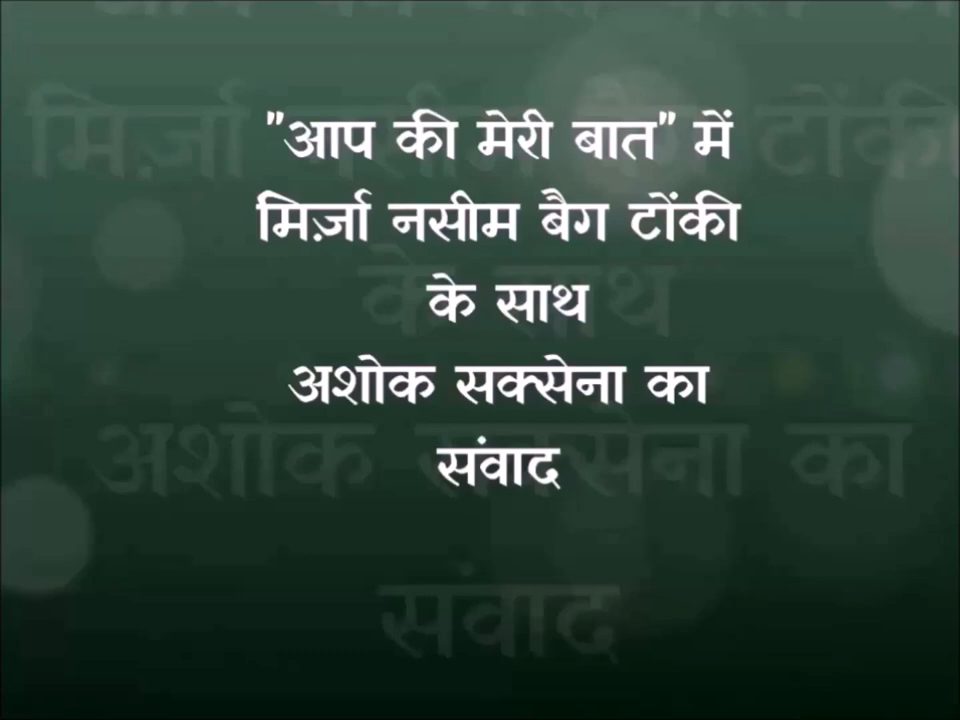 "आप की मेरी बात" में
मिर्ज़ा नसीम बैग टोंकी
के साथ
अशोक सक्सेना का
संवाद